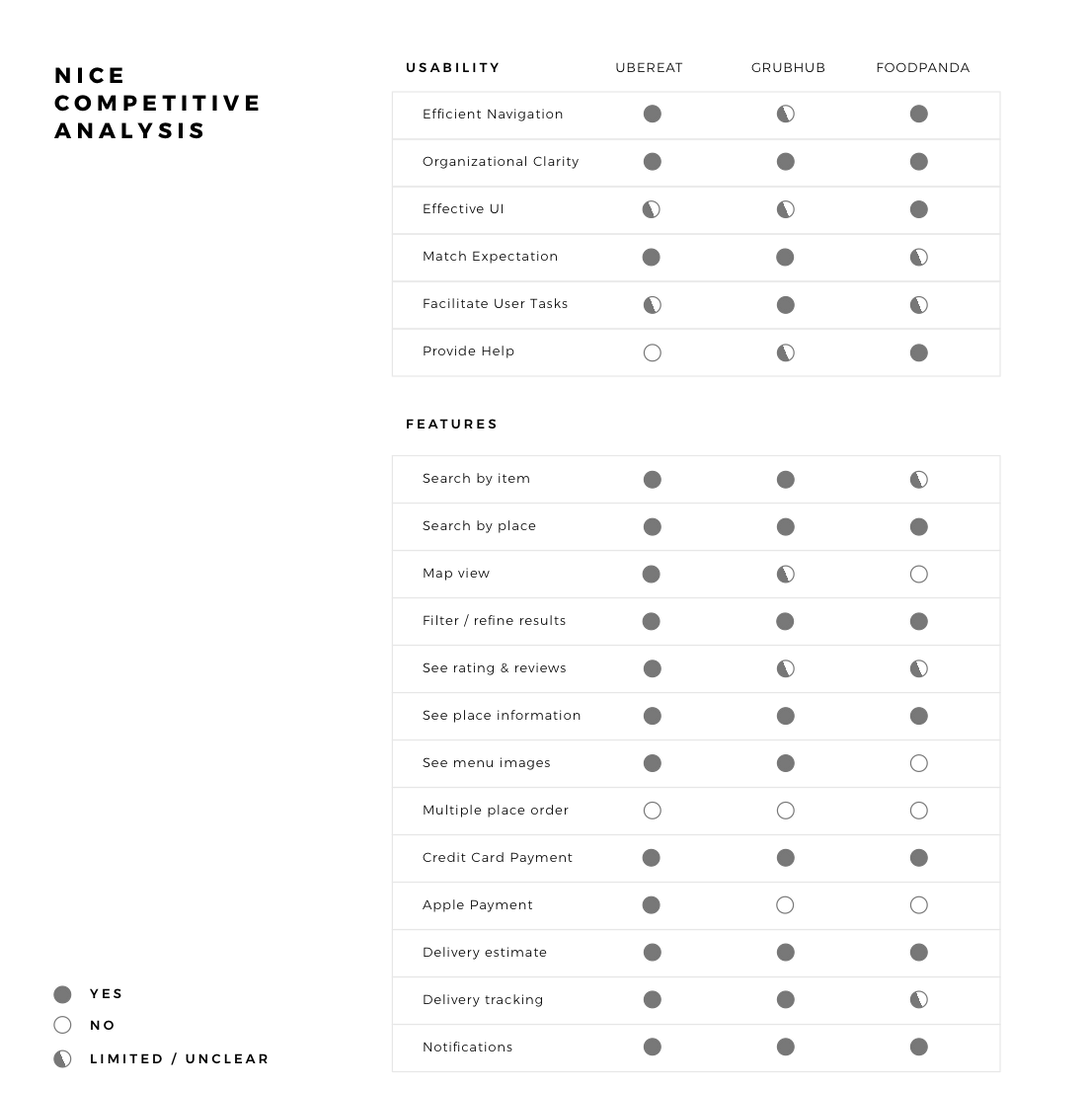 NICE
COMPETITIVE
ANALYSIS
USABILITY UBEREAT GRUBHUB FOODPANDA
Efficient Navigation
Organizational Clarity
Effective UI
Match Expectation
Facilitate User Tasks
Provide Help
FEATURES
Search by item
Search by place
Map view
Filter / refine results
See rating & reviews
See place information
See menu images
Multiple place order
Credit Card Payment
Apple Payment
Delivery estimate
Delivery tracking
Notifications
YES
NO
LIMITED / UNCLEAR